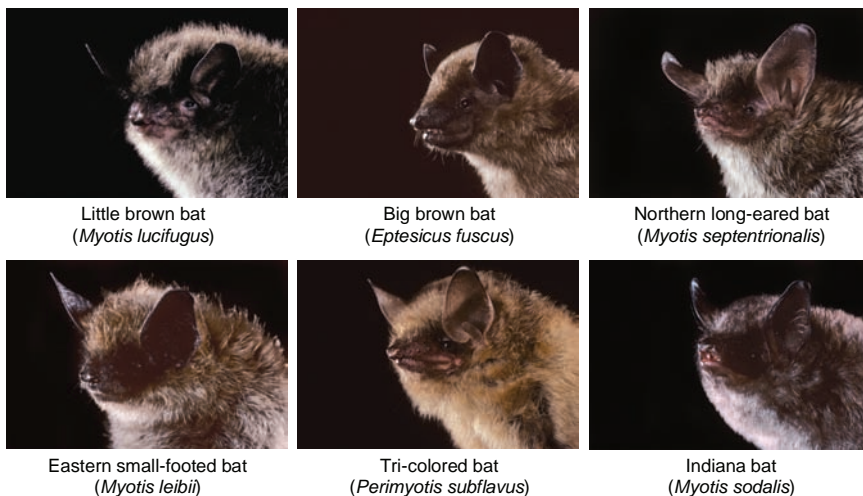 Little brown bat
(Myotis lucifugus)
Big brown bat
(Eptesicus fuscus)
Northern long-eared bat
(Myotis septentrionalis)
Eastern small-footed bat
(Myotis leibii)
Tri-colored bat
(Perimyotis subflavus)
Indiana bat
(Myotis sodalis)